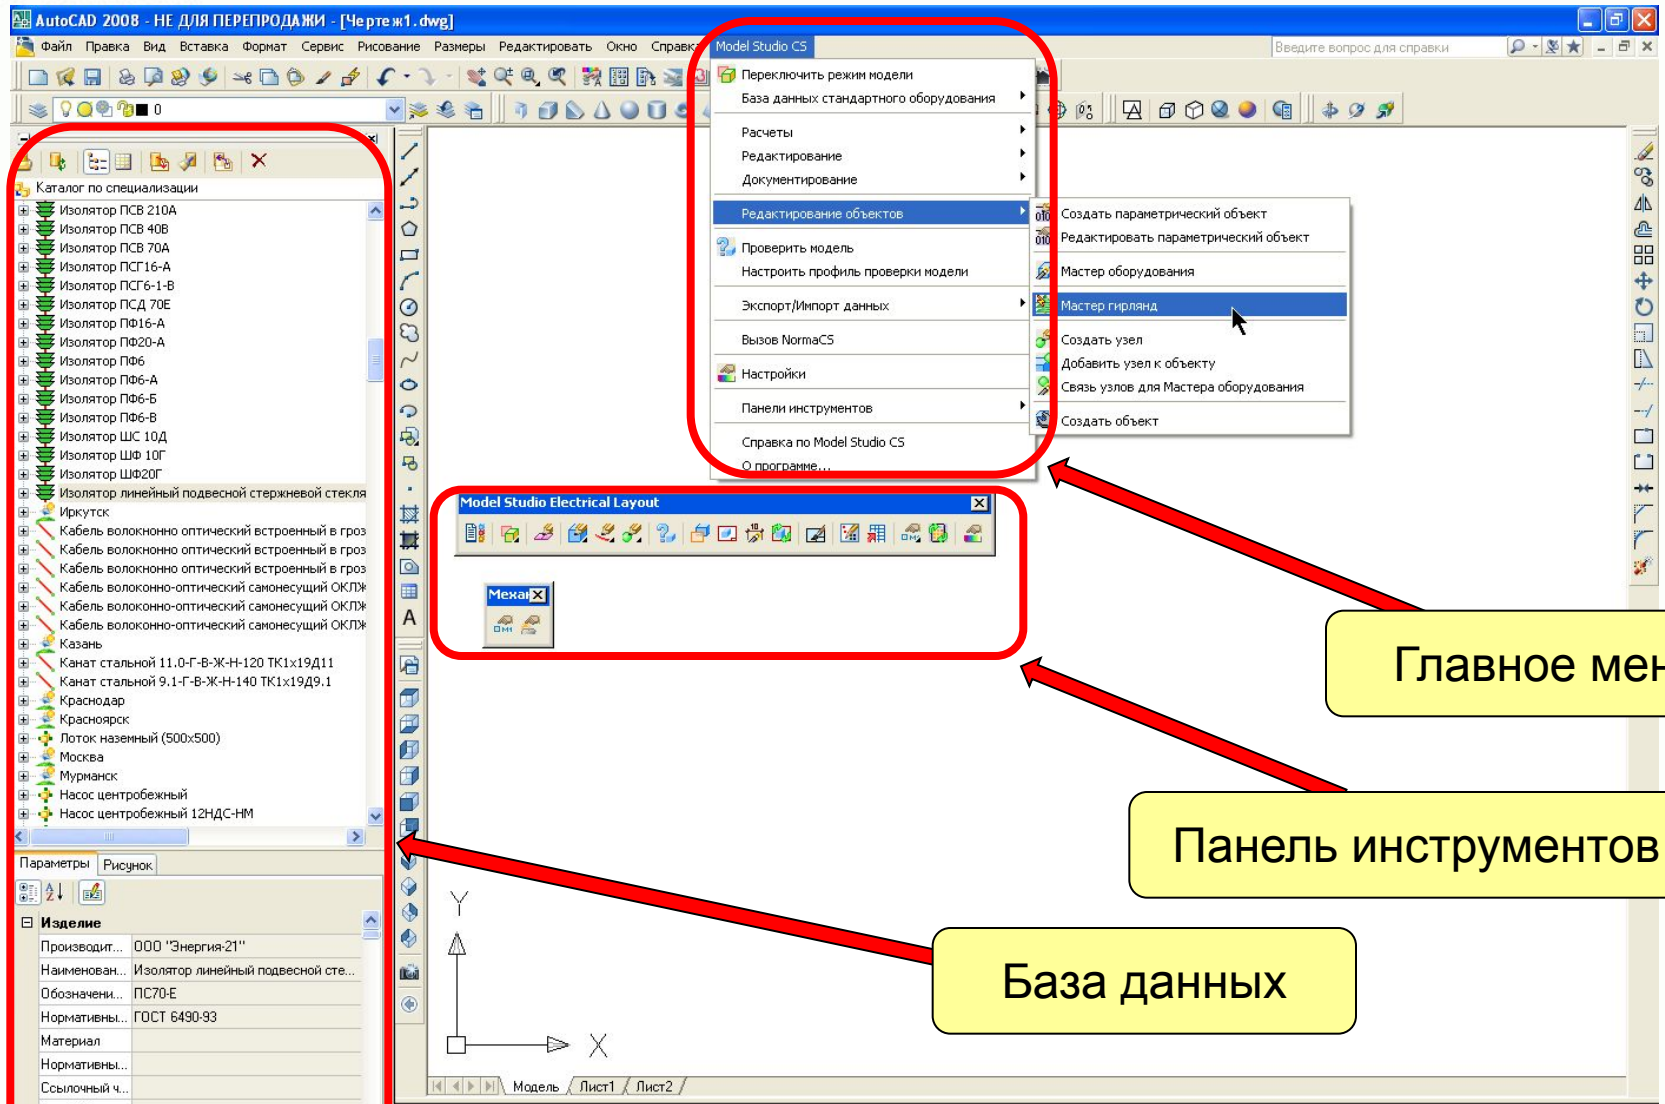 AutoCAD 2008 - НЕ ДЛЯ ПЕРЕПРОДАЖИ - [Чертеж1.dwg]
Файл Правка Вид Вставка Формат Сервис Рисование Размеры Редактировать Окно Справка Model Studio CS
Введите вопрос для справки
0
Каталог по специализации
Изолятор ПСВ 210А
Изолятор ПСВ 40В
Изолятор ПСВ 70А
Изолятор ПСГ16-А
Изолятор ПСГ6-1-В
Изолятор ПСД 70Е
Изолятор ПФ16-А
Изолятор ПФ20-А
Изолятор ПФ6
Изолятор ПФ6-А
Изолятор ПФ6-Б
Изолятор ПФ6-В
Изолятор ШС 10Д
Изолятор ШФ 10Г
Изолятор ШФ20Г
Изолятор линейный подвесной стержневой стекля
Иркутск
Кабель волокнонно оптический встроенный в гроз
Кабель волокнонно оптический встроенный в гроз
Кабель волокнонно оптический встроенный в гроз
Кабель волоконно-оптический самонесущий ОКЛЖ
Кабель волоконно-оптический самонесущий ОКЛЖ
Кабель волоконно-оптический самонесущий ОКЛЖ
Казань
Канат стальной 11.0-Г-В-Ж-Н-120 ТК1х19Д11
Канат стальной 9.1-Г-В-Ж-Н-140 ТК1х19Д9.1
Краснодар
Красноярск
Лоток наземный (500х500)
Москва
Мурманск
Насос центробежный
Насос центробежный 12НДС-НМ
Параметры Рисунок
Изделие
Производит... ООО "Энергия-21"
Наименован... Изолятор линейный подвесной сте...
Обозначени... ПС70-Е
Нормативны... ГОСТ 6490-93
Материал
Нормативны...
Ссылочный ч...
Переключить режим модели
База данных стандартного оборудования
Расчеты
Редактирование
Документирование
Редактирование объектов
Проверить модель
Настроить профиль проверки модели
Экспорт/Импорт данных
Вызов NormaCS
Настройки
Панели инструментов
Справка по Model Studio CS
О программе...
Создать параметрический объект
Редактировать параметрический объект
Мастер оборудования
Мастер гирлянд
Создать узел
Добавить узел к объекту
Связь узлов для Мастера оборудования
Создать объект
Model Studio Electrical Layout
Механ
A
Главное мен
Панель инструментов
База данных
Y
X
Модель Лист1 Лист2